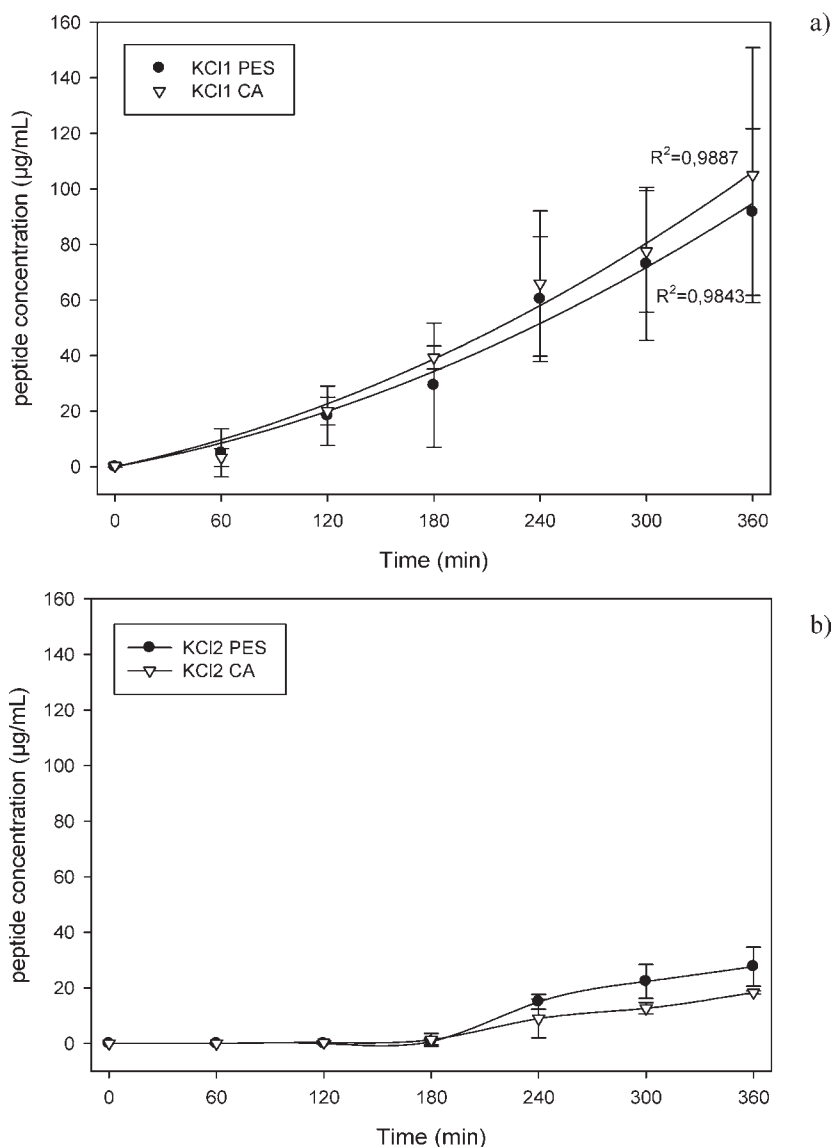 a)
160
140
120
100
80
60
40
20
0
peptide concentration (µg/mL)
KCl1 PES
KCl1 CA
R²=0,9887
R²=0,9843
0 60 120 180 240 300 360
Time (min)
b)
160
140
120
100
80
60
40
20
0
peptide concentration (µg/mL)
KCl2 PES
KCl2 CA
0 60 120 180 240 300 360
Time (min)